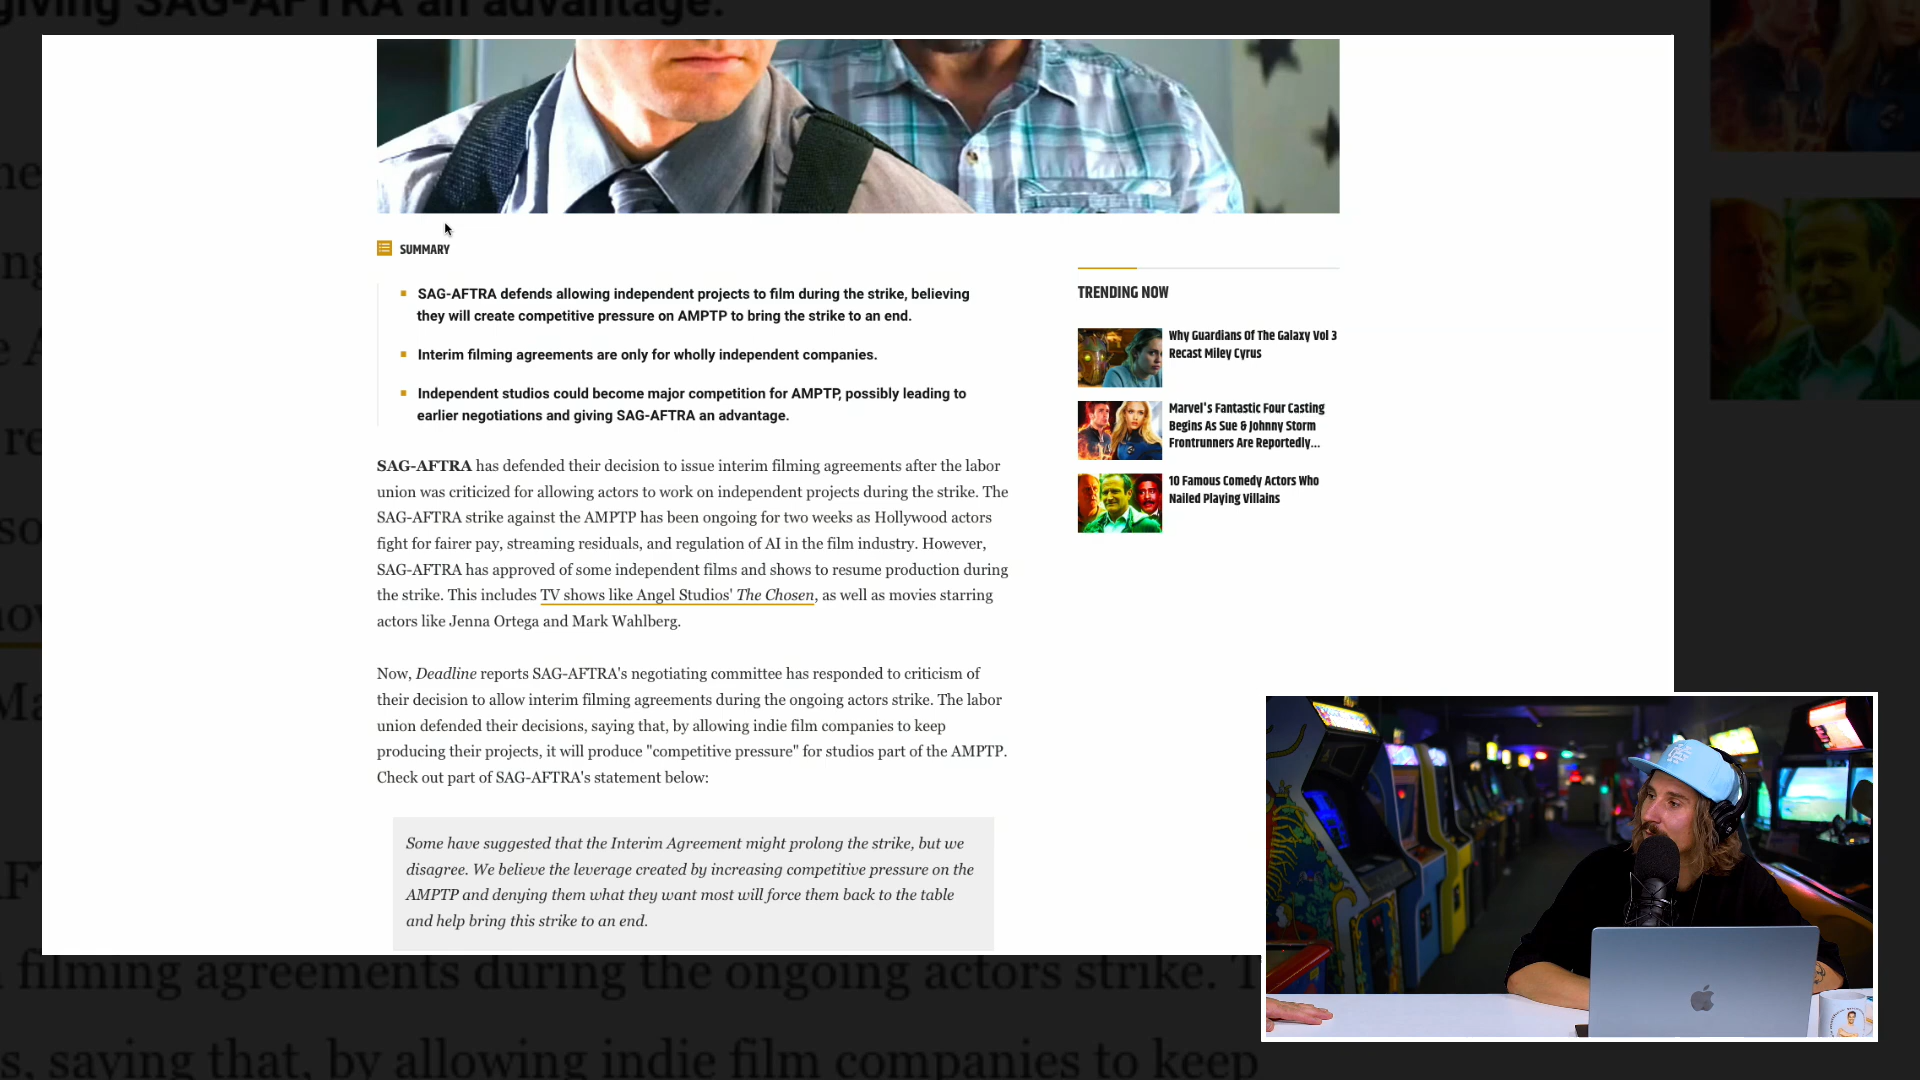 giving SAG-AFTRA an advantage.
SUMMARY
SAG-AFTRA defends allowing independent projects to film during the strike, believing
they will create competitive pressure on AMPTP to bring the strike to an end.
Interim filming agreements are only for wholly independent companies.
Independent studios could become major competition for AMPTP, possibly leading to
earlier negotiations and giving SAG-AFTRA an advantage.
SAG-AFTRA has defended their decision to issue interim filming agreements after the labor
union was criticized for allowing actors to work on independent projects during the strike. The
SAG-AFTRA strike against the AMPTP has been ongoing for two weeks as Hollywood actors
fight for fairer pay, streaming residuals, and regulation of AI in the film industry. However,
SAG-AFTRA has approved of some independent films and shows to resume production during
the strike. This includes TV shows like Angel Studios' The Chosen, as well as movies starring
actors like Jenna Ortega and Mark Wahlberg.
Now, Deadline reports SAG-AFTRA's negotiating committee has responded to criticism of
their decision to allow interim filming agreements during the ongoing actors strike. The labor
union defended their decisions, saying that, by allowing indie film companies to keep
producing their projects, it will produce "competitive pressure" for studios part of the AMPTP.
Check out part of SAG-AFTRA's statement below:
Some have suggested that the Interim Agreement might prolong the strike, but we
disagree. We believe the leverage created by increasing competitive pressure on the
AMPTP and denying them what they want most will force them back to the table
and help bring this strike to an end.
TRENDING NOW
Why Guardians Of The Galaxy Vol 3
Recast Miley Cyrus
Marvel's Fantastic Four Casting
Begins As Sue & Johnny Storm
Frontrunners Are Reportedly...
10 Famous Comedy Actors Who
Nailed Playing Villains
filming agreements during the ongoing actors strike. T
s, saying that, by allowing indie film companies to keep